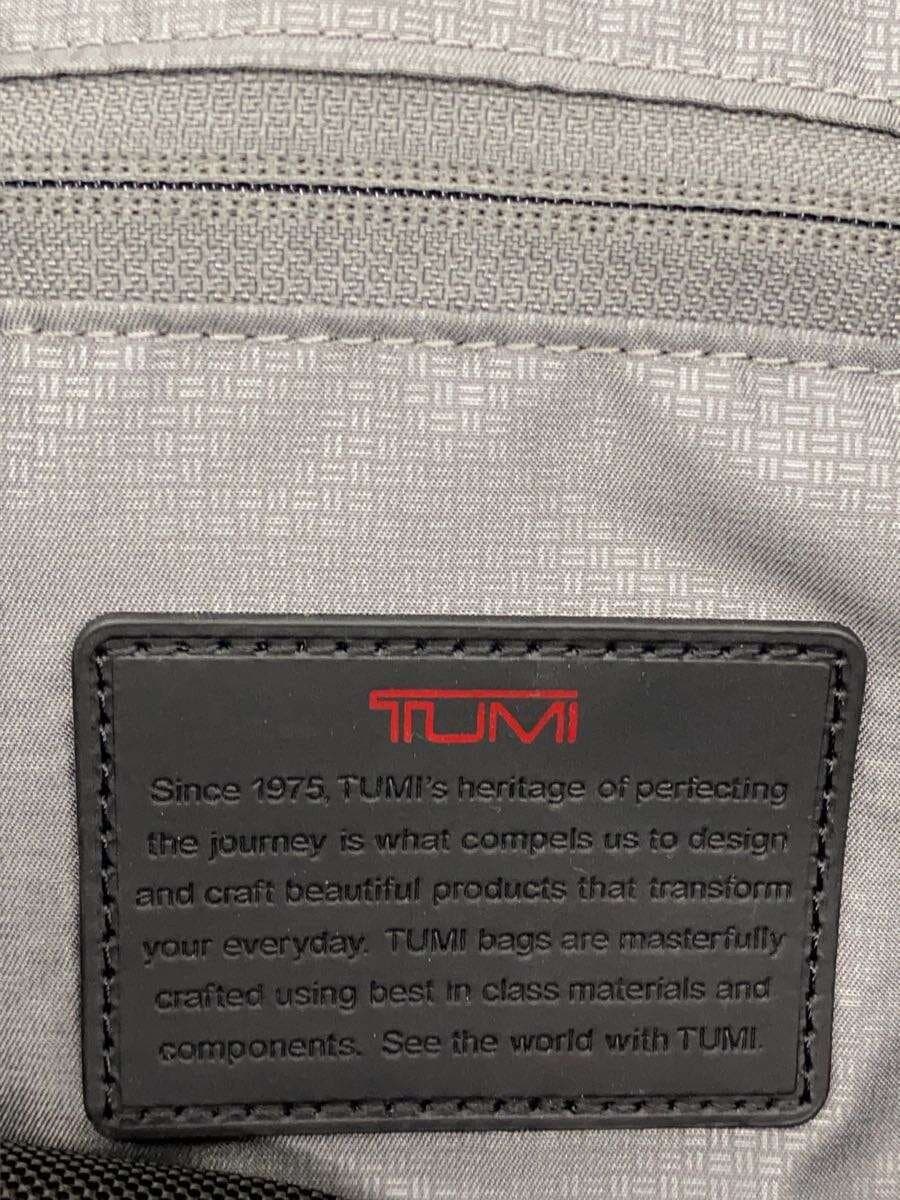 TUMI
Since 1975, TUMI's heritage of perfecting
the journey is what compels us to design
and craft beautiful products that transform
your everyday. TUMI bags are masterfully
crafted using best in class materials and
components. See the world with TUMI.